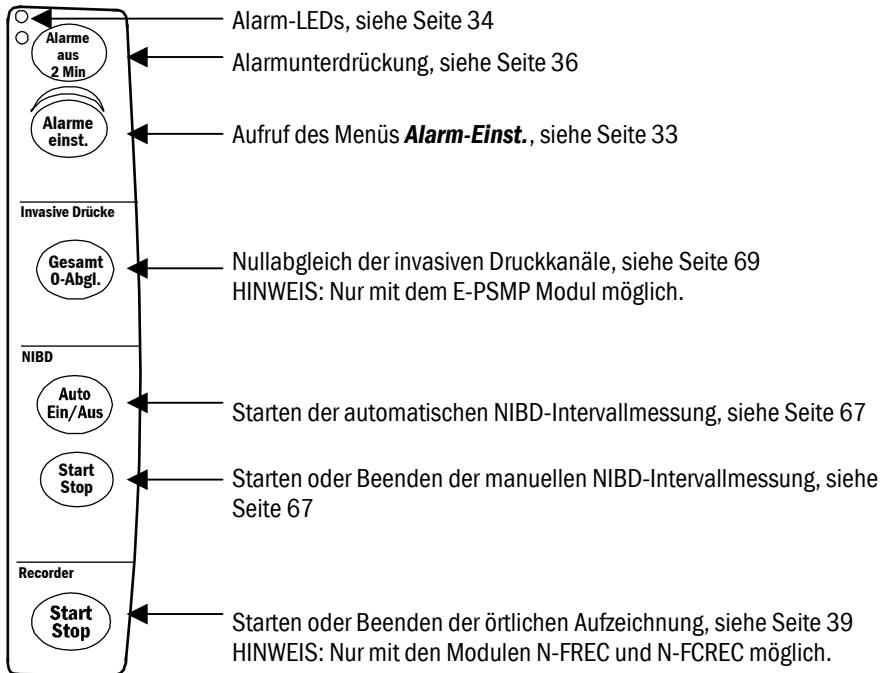 Alarm-LEDs, siehe Seite 34
Alarme
aus
2 Min
Alarmunterdrückung, siehe Seite 36
Alarme
einst.
Aufruf des Menüs Alarm-Einst., siehe Seite 33
Invasive Drücke
Gesamt
0-Abgl.
Nullabgleich der invasiven Druckkanäle, siehe Seite 69
HINWEIS: Nur mit dem E-PSMP Modul möglich.
NIBD
Auto
Ein/Aus
Starten der automatischen NIBD-Intervallmessung, siehe Seite 67
Start
Stop
Starten oder Beenden der manuellen NIBD-Intervallmessung, siehe
Seite 67
Recorder
Start
Stop
Starten oder Beenden der örtlichen Aufzeichnung, siehe Seite 39
HINWEIS: Nur mit den Modulen N-FREC und N-FCREC möglich.